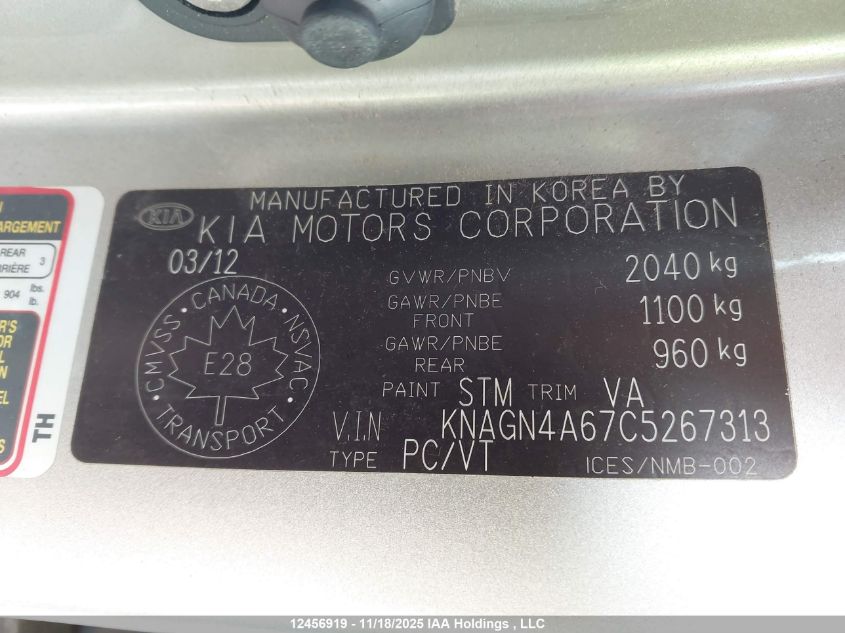 MANUFACTURED IN KOREA BY
KIA
KIA MOTORS CORPORATION
03/12
GVWR/PNBV 2040 kg
GAWR/PNBE FRONT 1100 kg
GAWR/PNBE REAR 960 kg
PAINT STM TRIM VA
V.I.N KNAGN4A67C5267313
TYPE PC/VT ICES/NMB-002
CANADA
CMVSS NSVAC
E28
TRANSPORT
ARGEMENT
REAR 3
904 lbs.
lb.
TH
12456919 - 11/18/2025 IAA Holdings , LLC